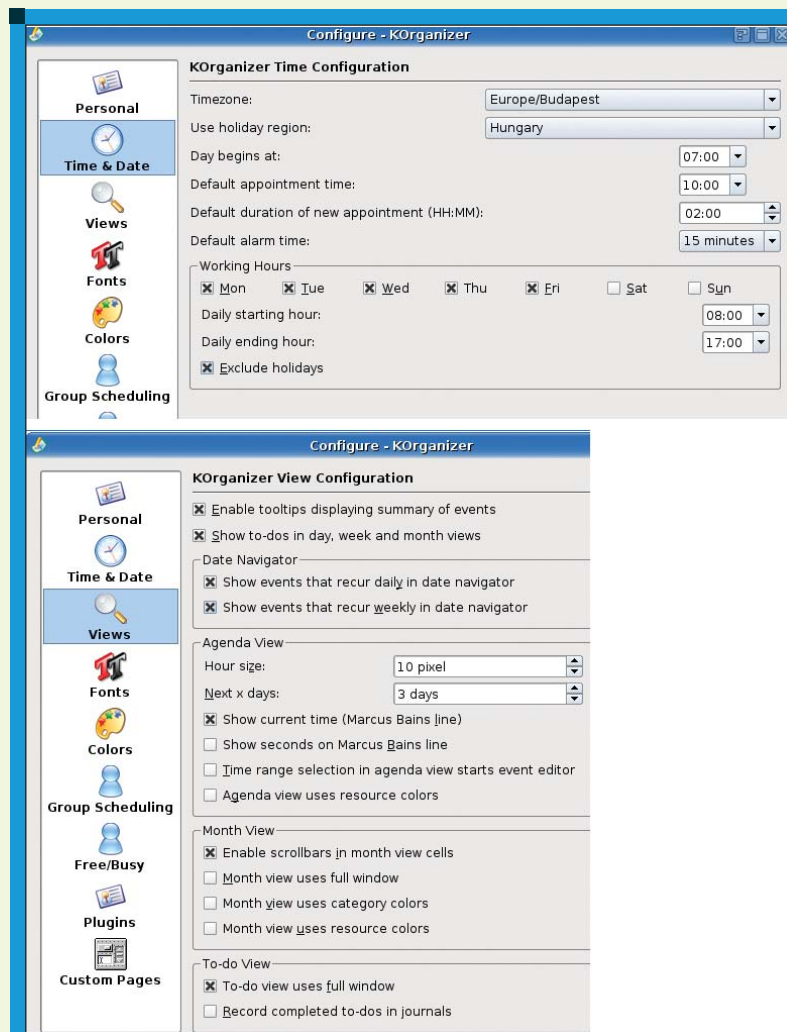 Configure - KOrganizer
Personal
Time & Date
Views
Fonts
Colors
Group Scheduling
KOrganizer Time Configuration
Timezone: Europe/Budapest
Use holiday region: Hungary
Day begins at: 07:00
Default appointment time: 10:00
Default duration of new appointment (HH:MM): 02:00
Default alarm time: 15 minutes
Working Hours
Mon Tue Wed Thu Fri Sat Sun
Daily starting hour: 08:00
Daily ending hour: 17:00
Exclude holidays
Configure - KOrganizer
Personal
Time & Date
Views
Fonts
Colors
Group Scheduling
Free/Busy
Plugins
Custom Pages
KOrganizer View Configuration
Enable tooltips displaying summary of events
Show to-dos in day, week and month views
Date Navigator
Show events that recur daily in date navigator
Show events that recur weekly in date navigator
Agenda View
Hour size: 10 pixel
Next x days: 3 days
Show current time (Marcus Bains line)
Show seconds on Marcus Bains line
Time range selection in agenda view starts event editor
Agenda view uses resource colors
Month View
Enable scrollbars in month view cells
Month view uses full window
Month view uses category colors
Month view uses resource colors
To-do View
To-do view uses full window
Record completed to-dos in journals